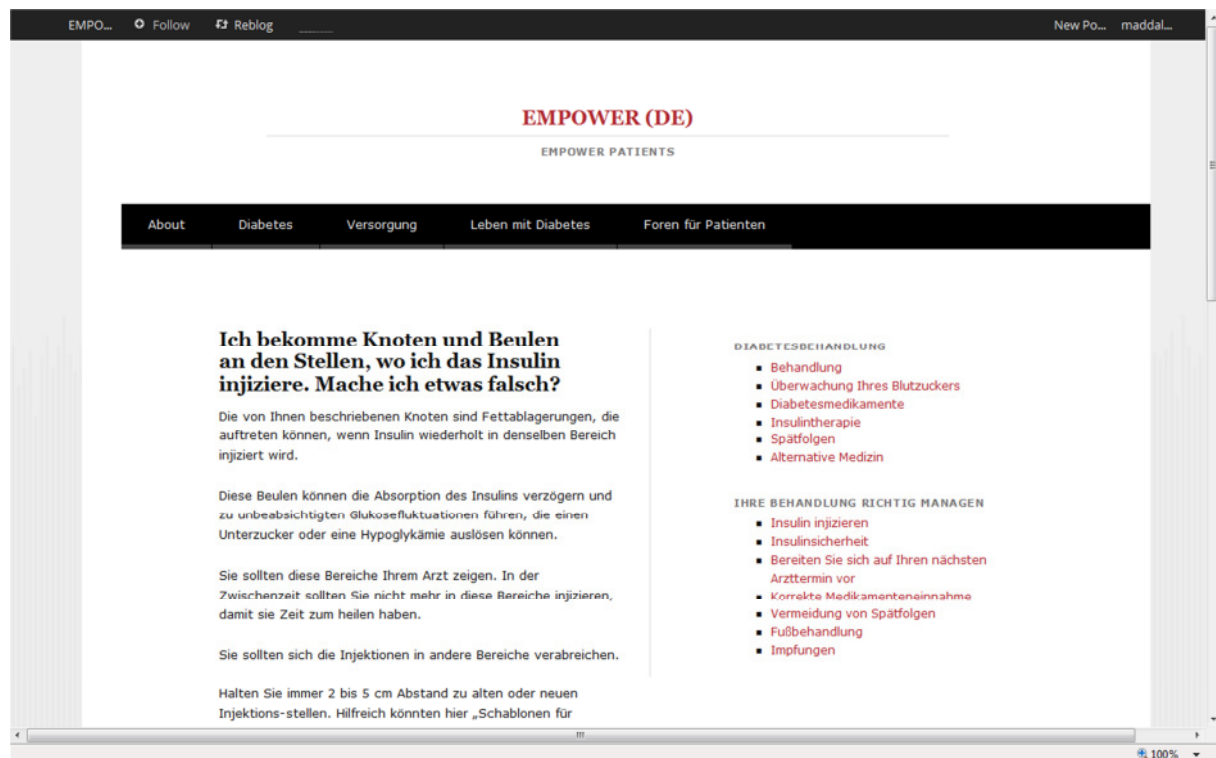 EMPO... Follow Reblog New Po... maddal...
EMPOWER (DE)
EMPOWER PATIENTS
About Diabetes Versorgung Leben mit Diabetes Foren für Patienten
Ich bekomme Knoten und Beulen
an den Stellen, wo ich das Insulin
injiziere. Mache ich etwas falsch?
Die von Ihnen beschriebenen Knoten sind Fettablagerungen, die
auftreten können, wenn Insulin wiederholt in denselben Bereich
injiziert wird.
Diese Beulen können die Absorption des Insulins verzögern und
zu unbeabsichtigten Glukosefluktuationen führen, die einen
Unterzucker oder eine Hypoglykämie auslösen können.
Sie sollten diese Bereiche Ihrem Arzt zeigen. In der
Zwischenzeit sollten Sie nicht mehr in diese Bereiche injizieren,
damit sie Zeit zum heilen haben.
Sie sollten sich die Injektionen in andere Bereiche verabreichen.
Halten Sie immer 2 bis 5 cm Abstand zu alten oder neuen
Injektions-stellen. Hilfreich könnten hier „Schablonen für
DIABETESBEHANDLUNG
Behandlung
Überwachung Ihres Blutzuckers
Diabetesmedikamente
Insulintherapie
Spätfolgen
Alternative Medizin
IHRE BEHANDLUNG RICHTIG MANAGEN
Insulin injizieren
Insulinsicherheit
Bereiten Sie sich auf Ihren nächsten
Arzttermin vor
Korrekte Medikamenteneinnahme
Vermeidung von Spätfolgen
Fußbehandlung
Impfungen
100%